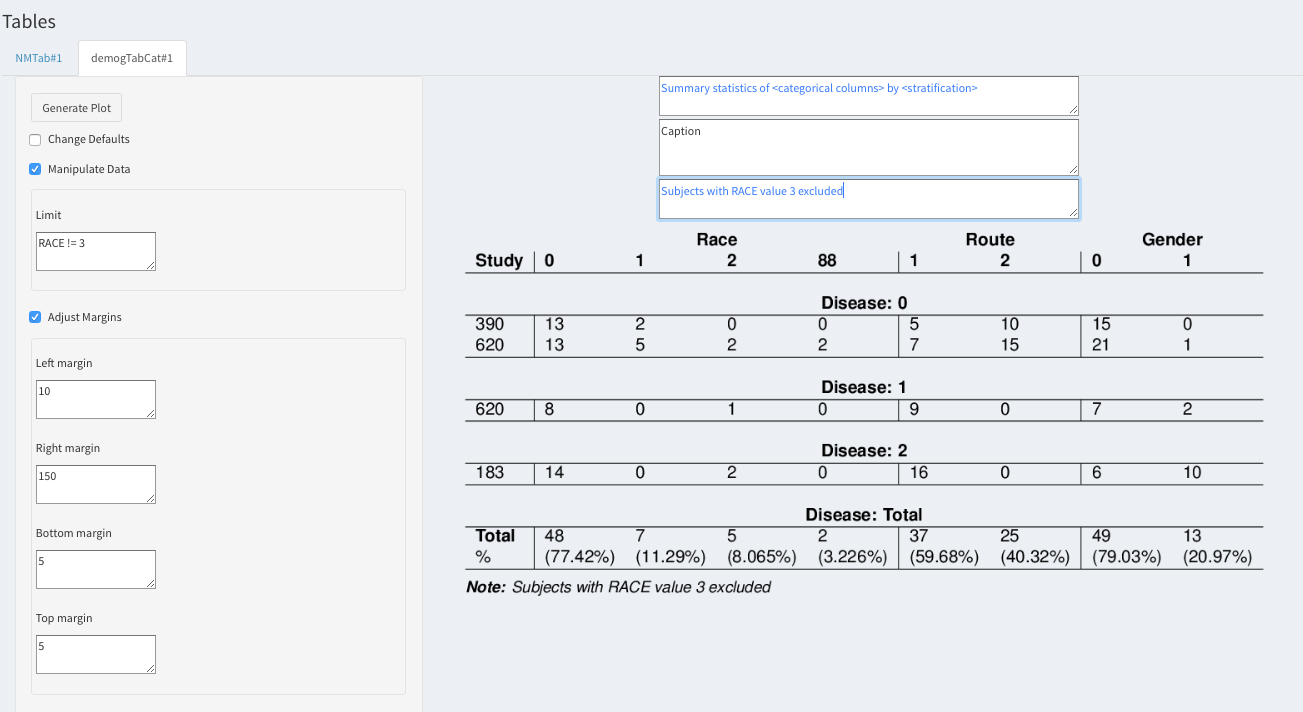 Tables
NMTab#1 demogTabCat#1
Generate Plot
Change Defaults
Manipulate Data
Limit
RACE != 3
Adjust Margins
Left margin
10
Right margin
150
Bottom margin
5
Top margin
5
Summary statistics of <categorical columns> by <stratification>
Caption
Subjects with RACE value 3 excluded
Race Route Gender
Study 0 1 2 88 1 2 0 1
Disease: 0
390 13 2 0 0 5 10 15 0
620 13 5 2 2 7 15 21 1
Disease: 1
620 8 0 1 0 9 0 7 2
Disease: 2
183 14 0 2 0 16 0 6 10
Disease: Total
Total 48 7 5 2 37 25 49 13
% (77.42%) (11.29%) (8.065%) (3.226%) (59.68%) (40.32%) (79.03%) (20.97%)
Note: Subjects with RACE value 3 excluded